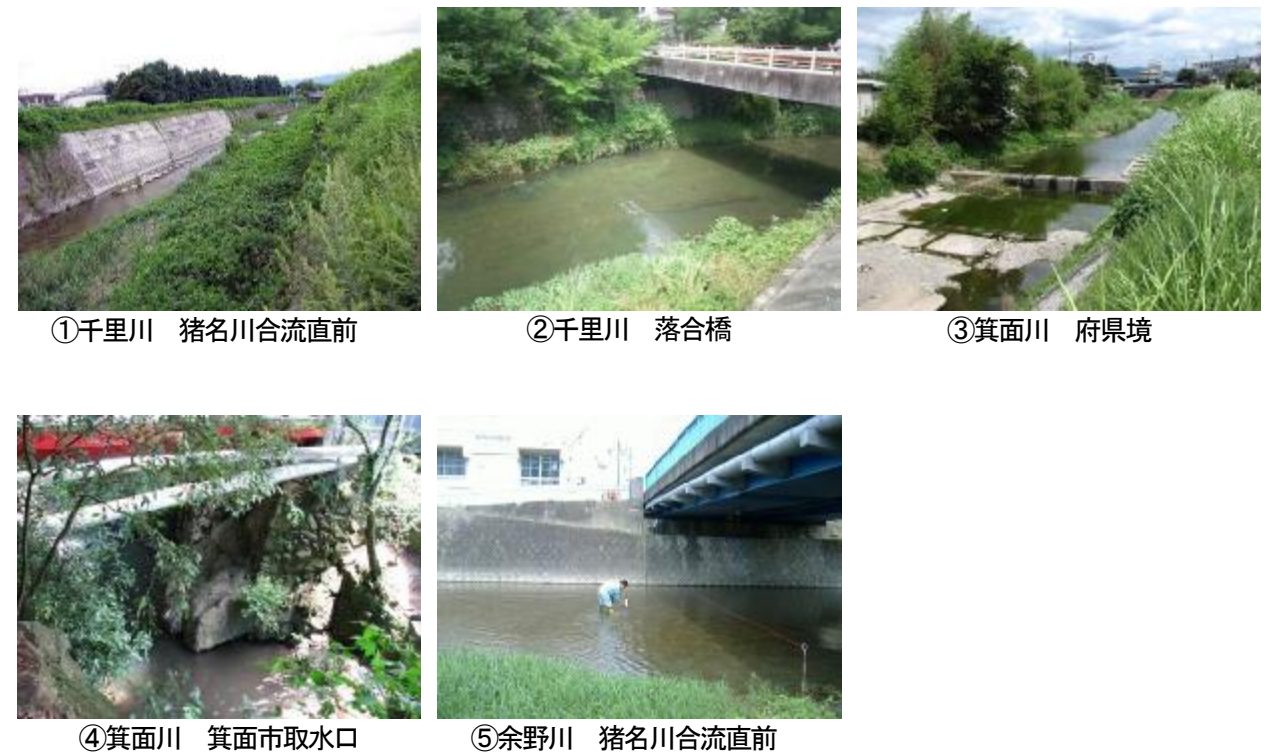 ①千里川　猪名川合流直前
②千里川　落合橋
③箕面川　府県境
④箕面川　箕面市取水口
⑤余野川　猪名川合流直前